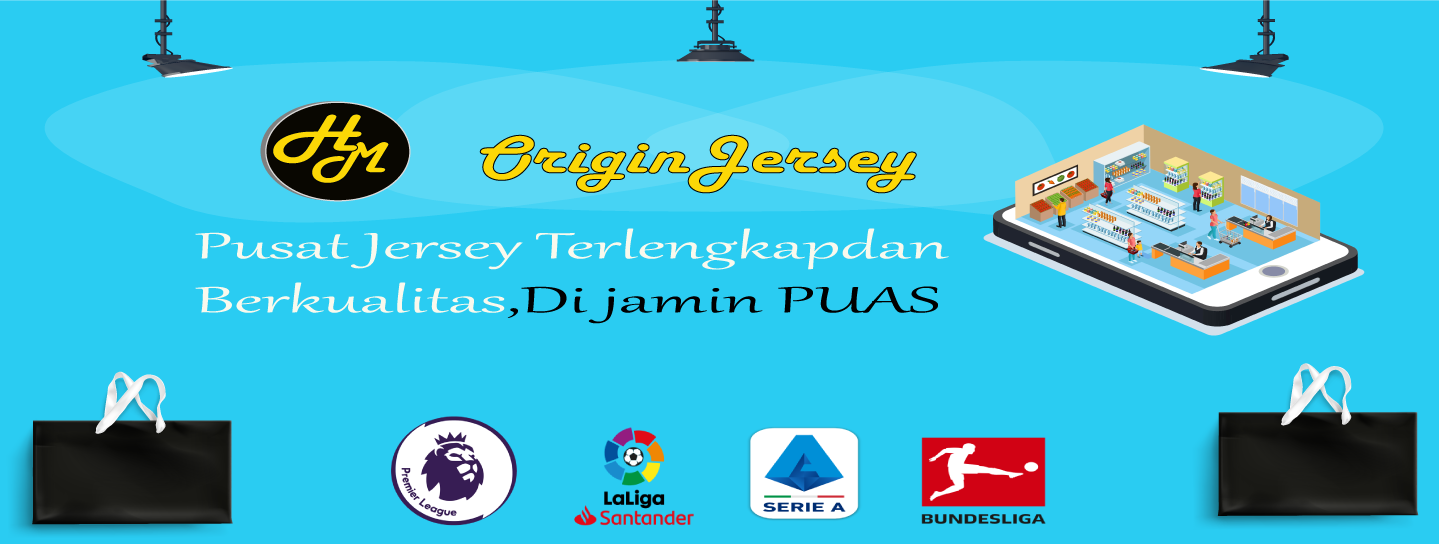 HM
Origin Jersey
Pusat Jersey Terlengkapdan
Berkualitas,Di jamin PUAS
Premier League
LaLiga
Santander
SERIE A
BUNDESLIGA